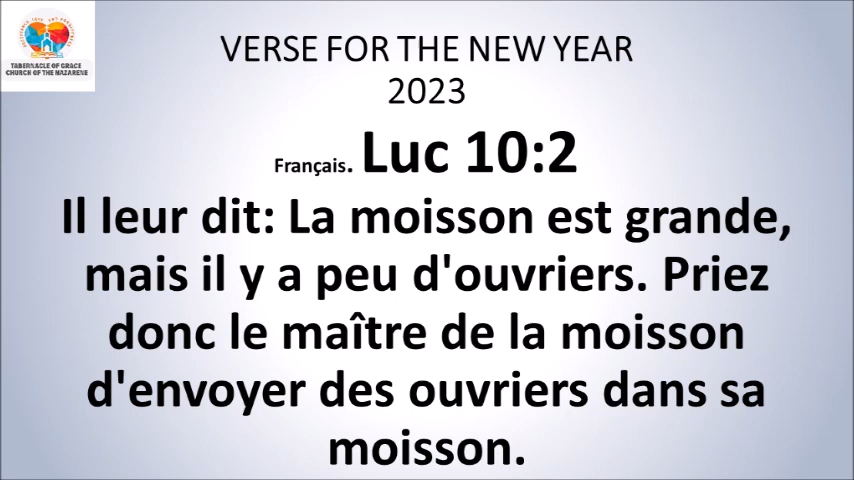 TABERNACLE OF GRACE
CHURCH OF THE NAZARENE
VERSE FOR THE NEW YEAR
2023
Français. Luc 10:2
Il leur dit: La moisson est grande,
mais il y a peu d'ouvriers. Priez
donc le maître de la moisson
d'envoyer des ouvriers dans sa
moisson.